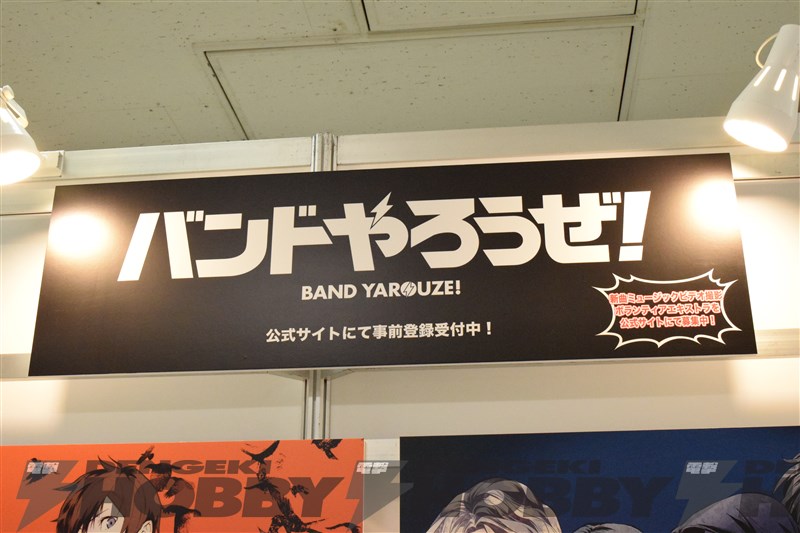 バンドやろうぜ!
BAND YAROUZE!
公式サイトにて事前登録受付中!
新曲ミュージックビデオ撮影
ボランティアエキストラを
公式サイトにて募集中!
電撃 DENGEKI HOBBY
電撃 DENGEKI HOBBY
電撃